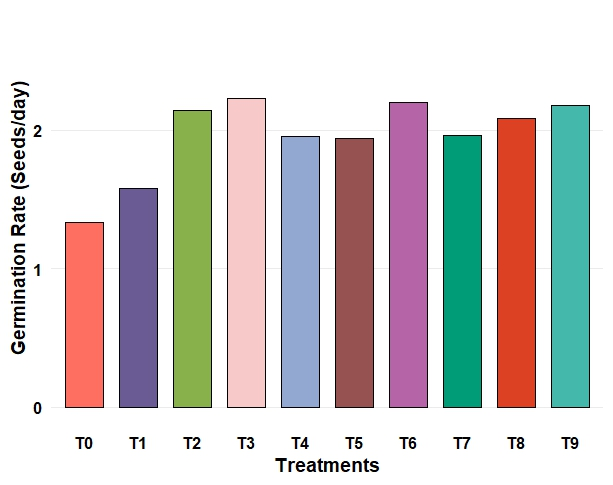 Germination Rate (Seeds/day)
2
1
0
T0 T1 T2 T3 T4 T5 T6 T7 T8 T9
Treatments